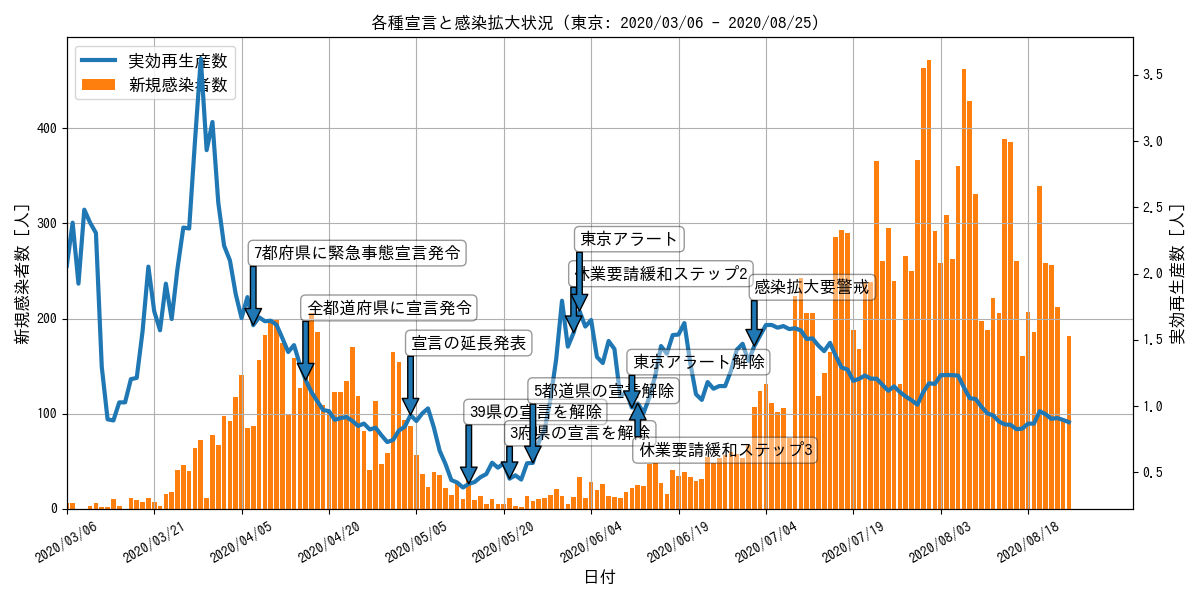 各種宣言と感染拡大状況 (東京: 2020/03/06 - 2020/08/25)
実効再生産数
新規感染者数
7都府県に緊急事態宣言発令
全都道府県に宣言発令
宣言の延長発表
39県の宣言を解除
3府県の宣言を解除
5都道県の宣言解除
東京アラート
休業要請緩和ステップ2
東京アラート解除
休業要請緩和ステップ3
感染拡大要警戒
新規感染者数 [人]
400
300
200
100
0
実効再生産数 [人]
3.5
3.0
2.5
2.0
1.5
1.0
0.5
2020/03/06
2020/03/21
2020/04/05
2020/04/20
2020/05/05
2020/05/20
2020/06/04
2020/06/19
2020/07/04
2020/07/19
2020/08/03
2020/08/18
日付